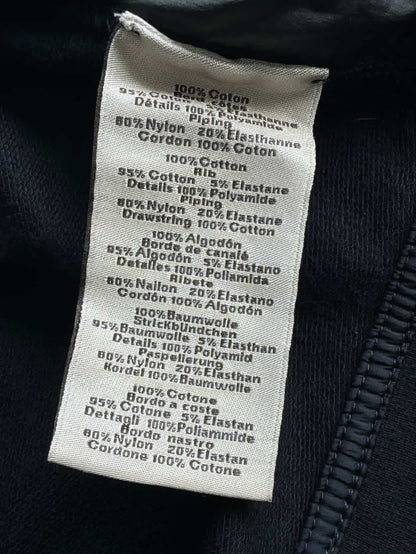 100% Coton
Bord côtes
95% Coton 5% Elasthanne
Détails 100% Polyamide
Piping
80% Nylon 20% Elasthanne
Cordon 100% Coton
100% Cotton
Rib
95% Cotton 5% Elastane
Details 100% Polyamide
Piping
80% Nylon 20% Elastane
Drawstring 100% Cotton
100% Algodón
Borde de canalé
95% Algodón 5% Elastano
Detalles 100% Poliamida
Ribete
80% Nailon 20% Elastano
Cordón 100% Algodón
100% Baumwolle
Strickbündchen
95% Baumwolle 5% Elasthan
Details 100% Polyamid
Paspelierung
80% Nylon 20% Elasthan
Kordel 100% Baumwolle
100% Cotone
Bordo a coste
95% Cotone 5% Elastan
Dettagli 100% Poliammide
Bordo nastro
80% Nylon 20% Elastan
Cordone 100% Cotone